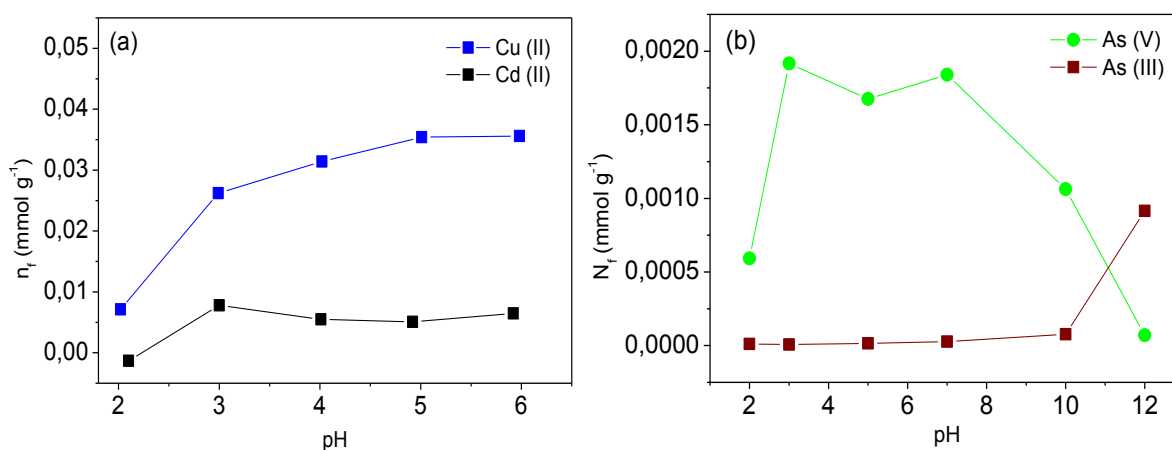 (a)
Cu (II)
Cd (II)
0,05
0,04
0,03
0,02
0,01
0,00
n_f (mmol g⁻¹)
2 3 4 5 6
pH
(b)
As (V)
As (III)
0,0020
0,0015
0,0010
0,0005
0,0000
N_f (mmol g⁻¹)
2 4 6 8 10 12
pH